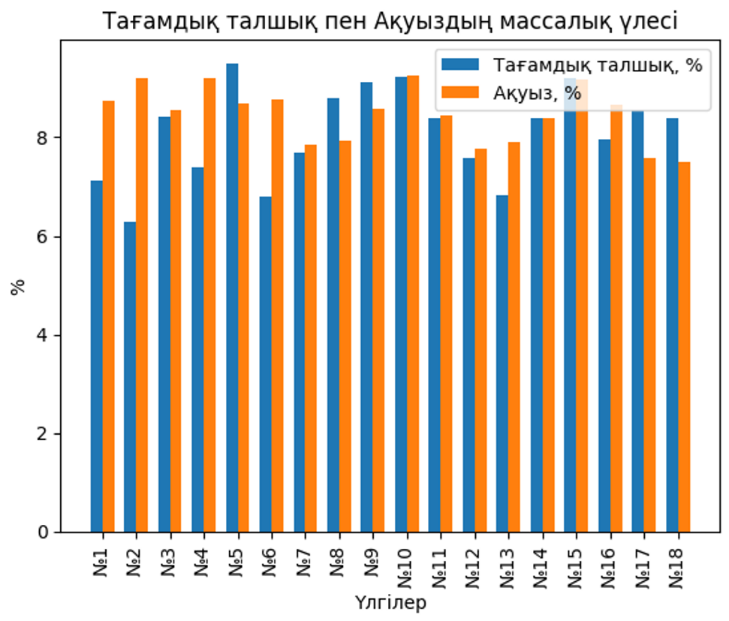 Тағамдық талшық пен Ақуыздың массалық үлесі
Тағамдық талшық, %
Ақуыз, %
8
6
4
2
0
%
№1 №2 №3 №4 №5 №6 №7 №8 №9 №10 №11 №12 №13 №14 №15 №16 №17 №18
Үлгілер